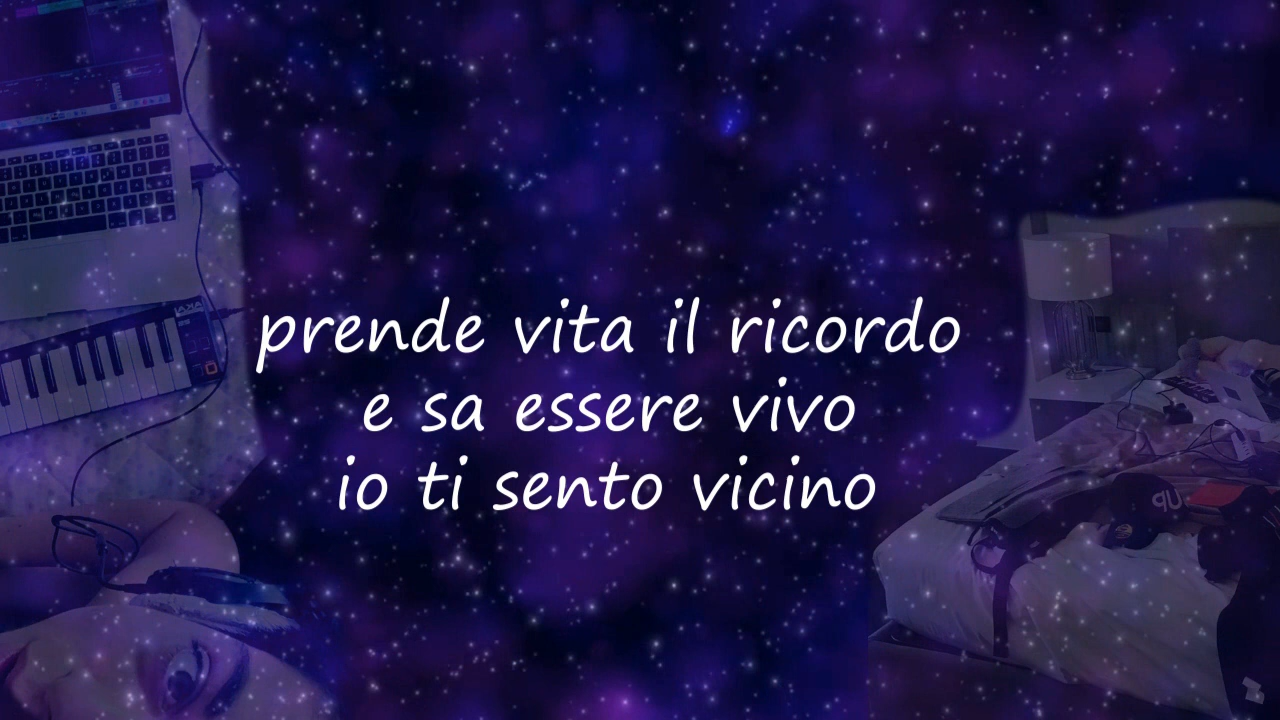 prende vita il ricordo
e sa essere vivo
io ti sento vicino